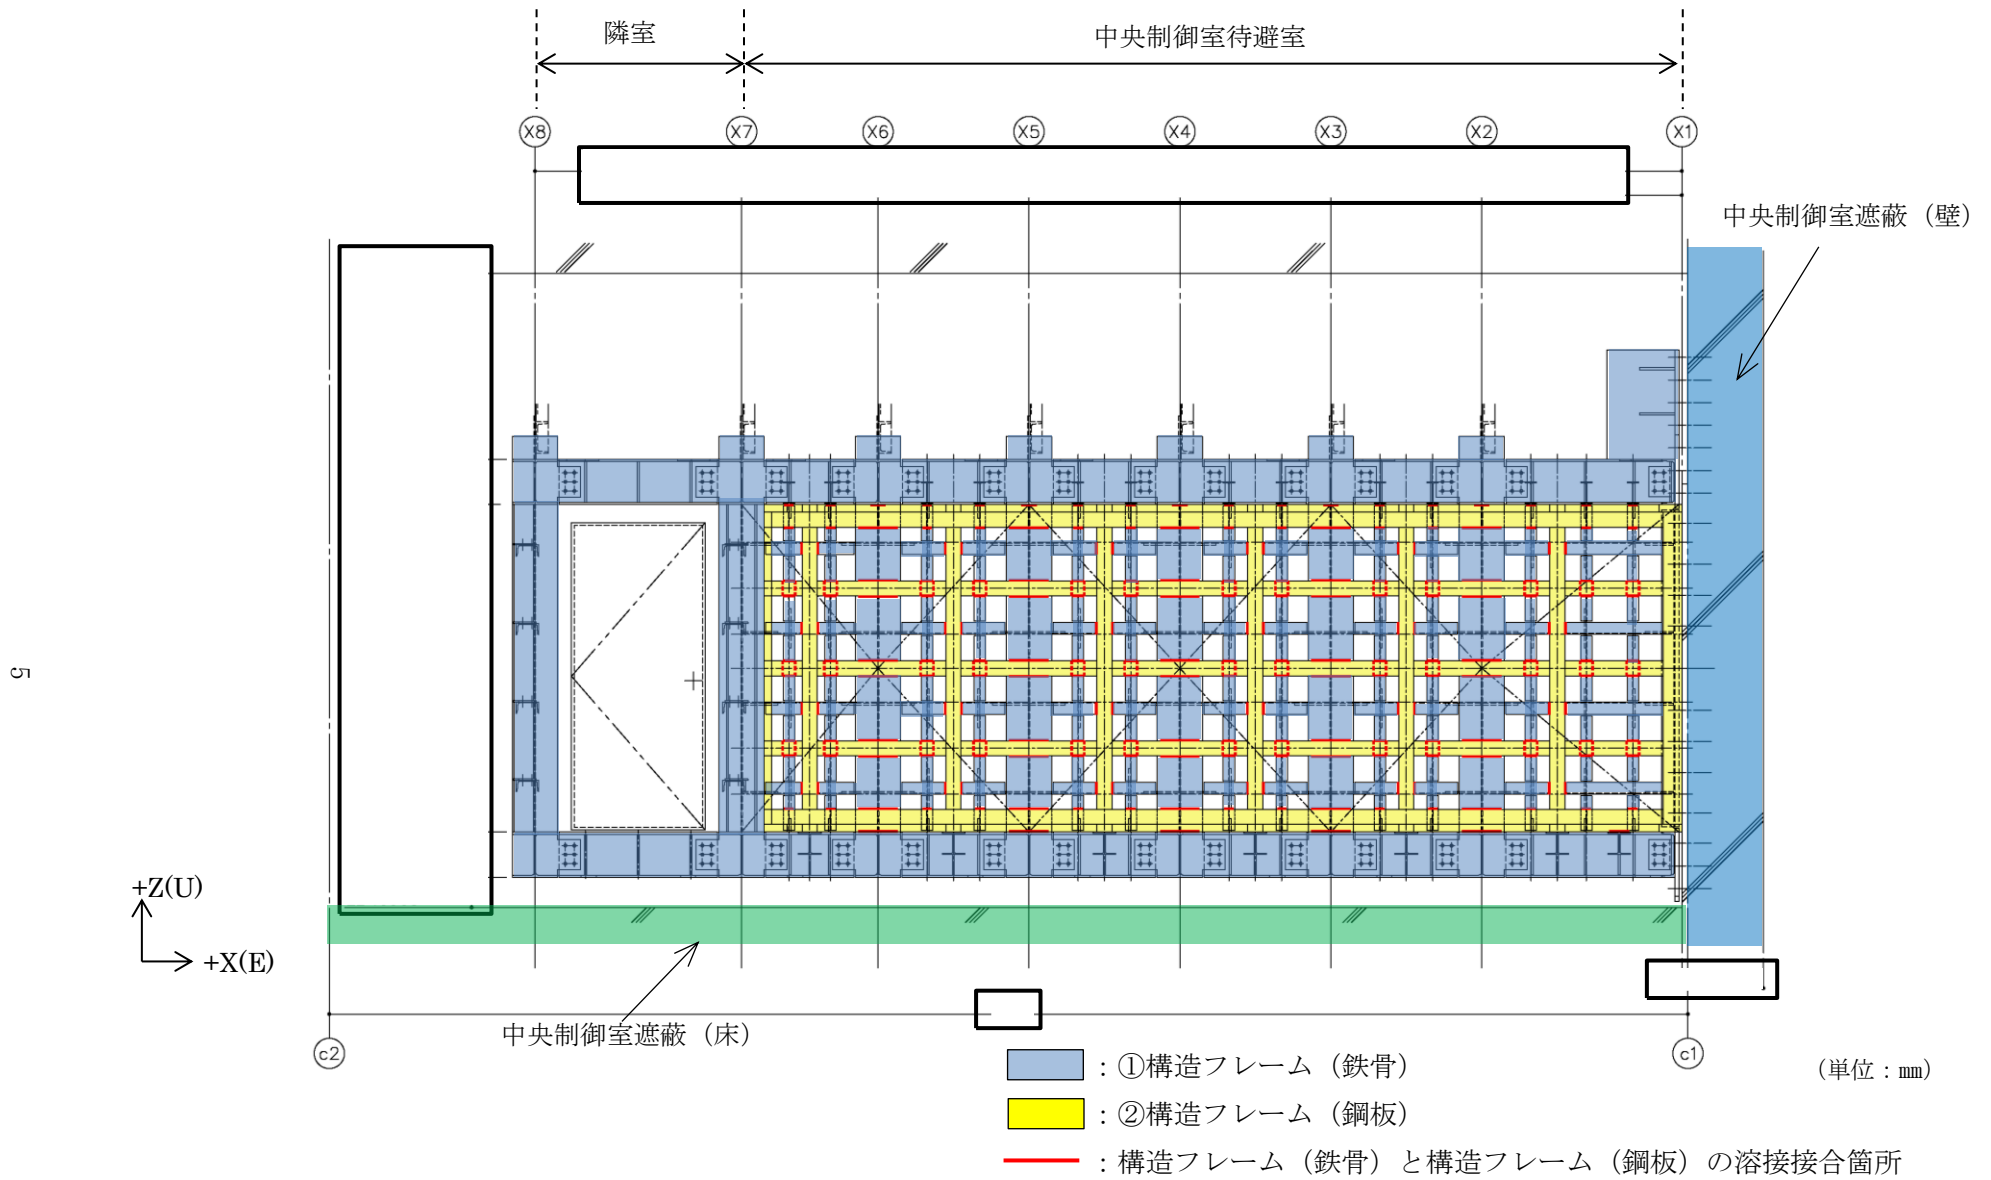 隣室
中央制御室待避室
X8 X7 X6 X5 X4 X3 X2 X1
中央制御室遮蔽（壁）
5
+Z(U)
+X(E)
中央制御室遮蔽（床）
c2
c1
：①構造フレーム（鉄骨）
（単位：㎜）
：②構造フレーム（鋼板）
：構造フレーム（鉄骨）と構造フレーム（鋼板）の溶接接合箇所